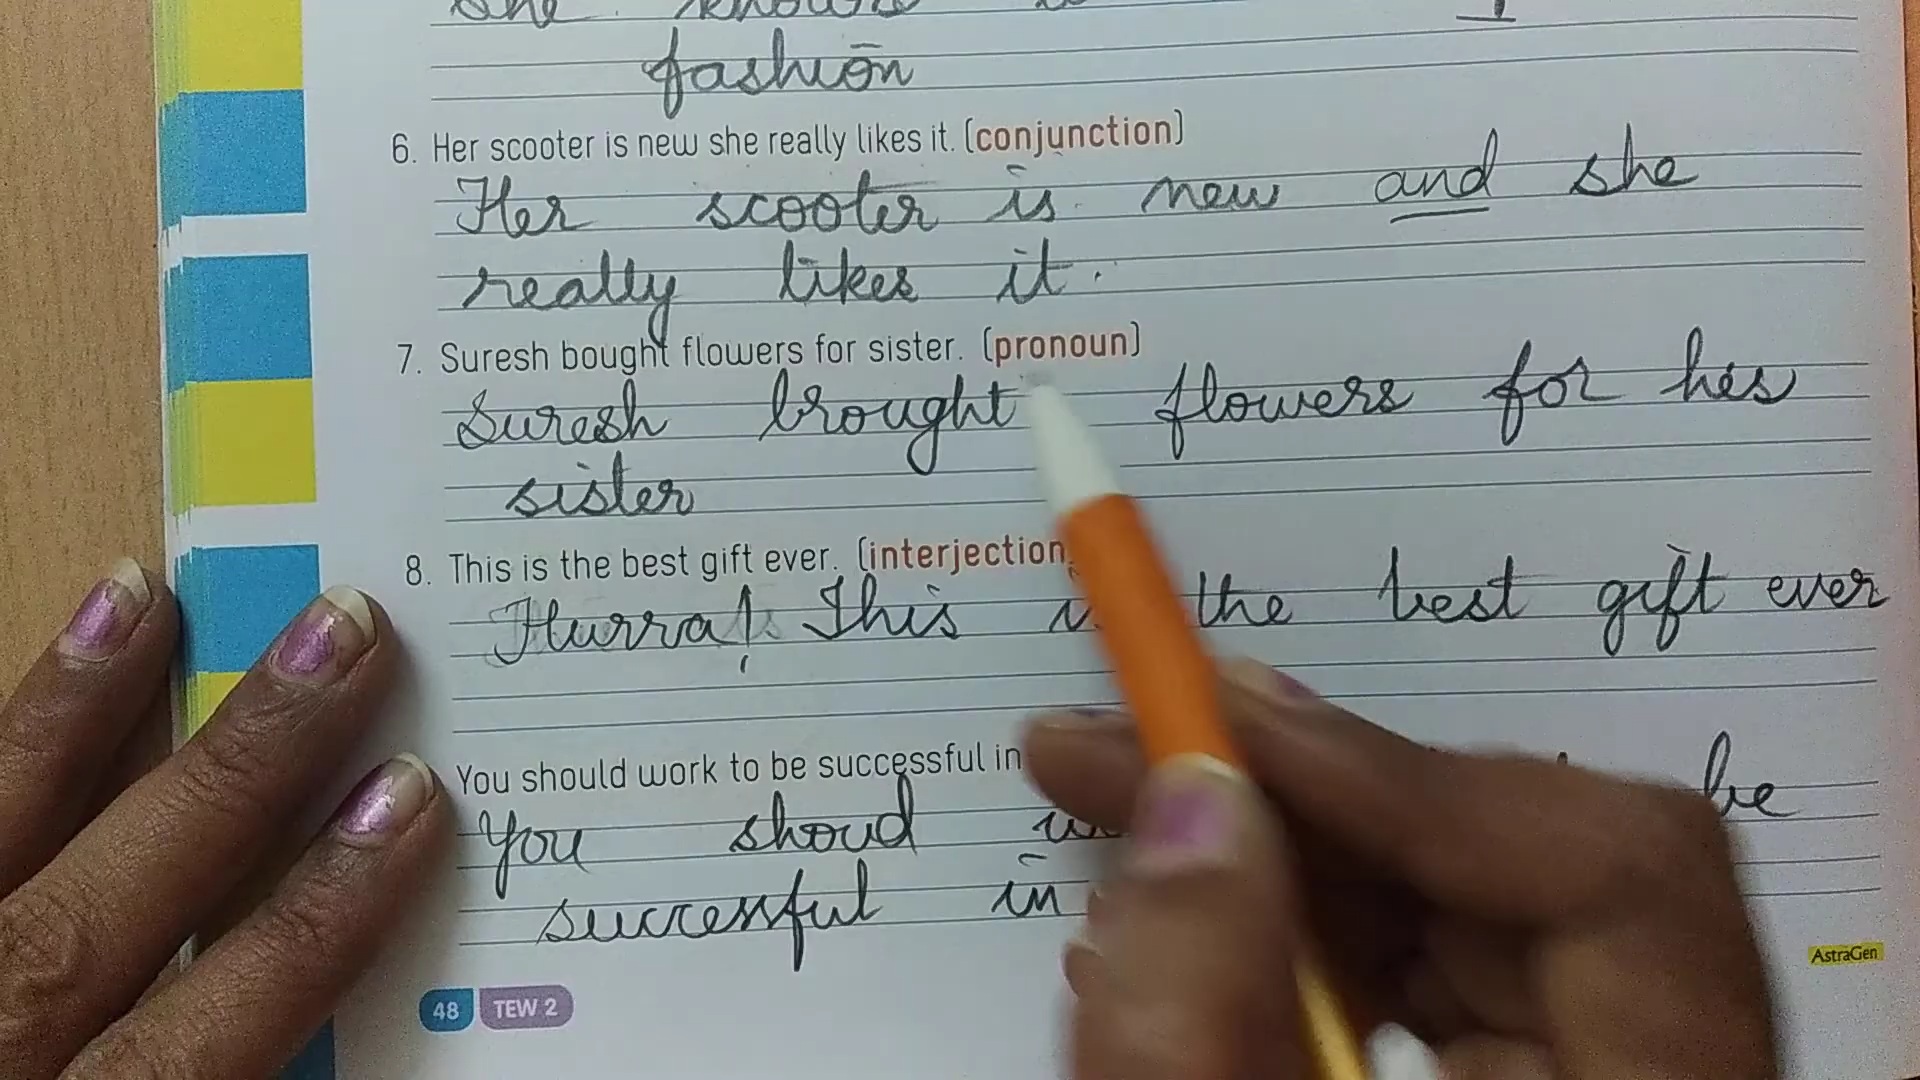 She knows
fashion
6. Her scooter is new she really likes it. (conjunction)
Her scooter is new and she
really likes it.
7. Suresh bought flowers for sister. (pronoun)
Suresh brought flowers for his
sister
8. This is the best gift ever. (interjection
Hurra! This the best gift ever
You should work to be successful in
You shoud be
successful in
48 TEW 2
AstraGen